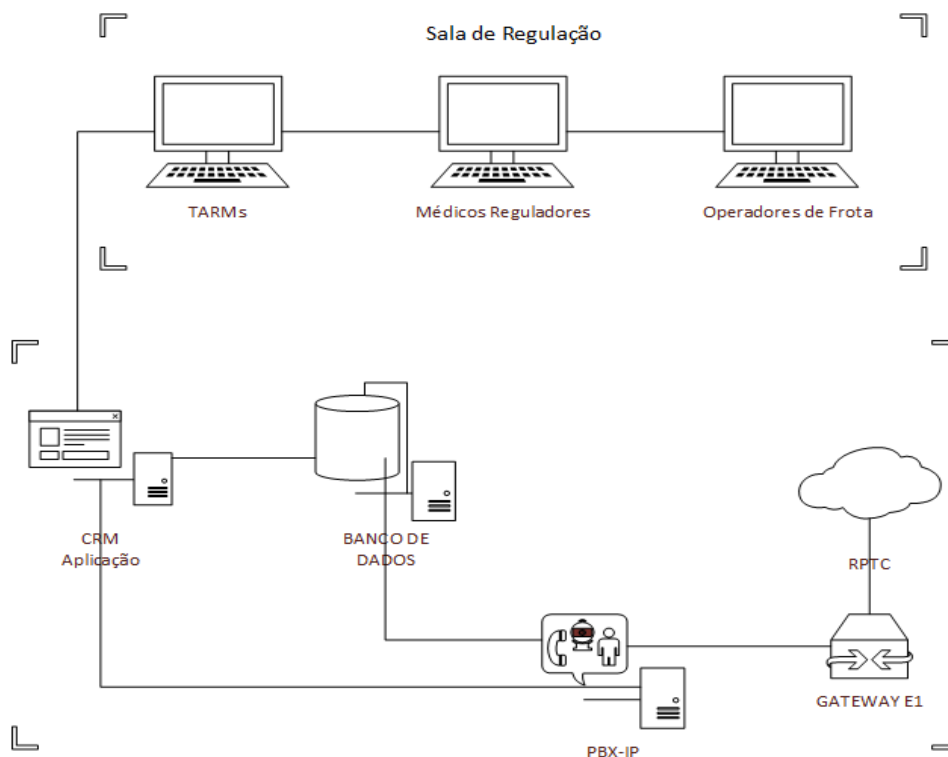 Sala de Regulação
TARMs
Médicos Reguladores
Operadores de Frota
CRM
Aplicação
BANCO DE
DADOS
RPTC
GATEWAY E1
PBX-IP